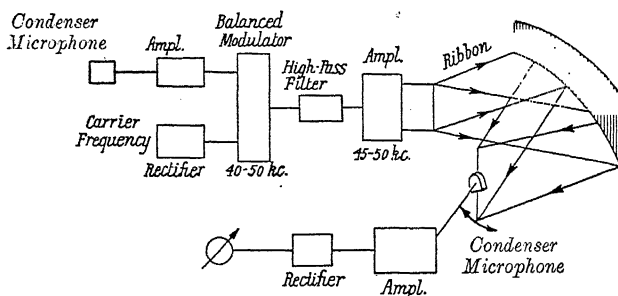 Condenser
Microphone
Ampl.
Balanced
Modulator
High-Pass
Filter
Ampl.
Ribbon
Carrier
Frequency
Rectifier
40-50 kc.
45-50 kc.
Rectifier
Ampl.
Condenser
Microphone